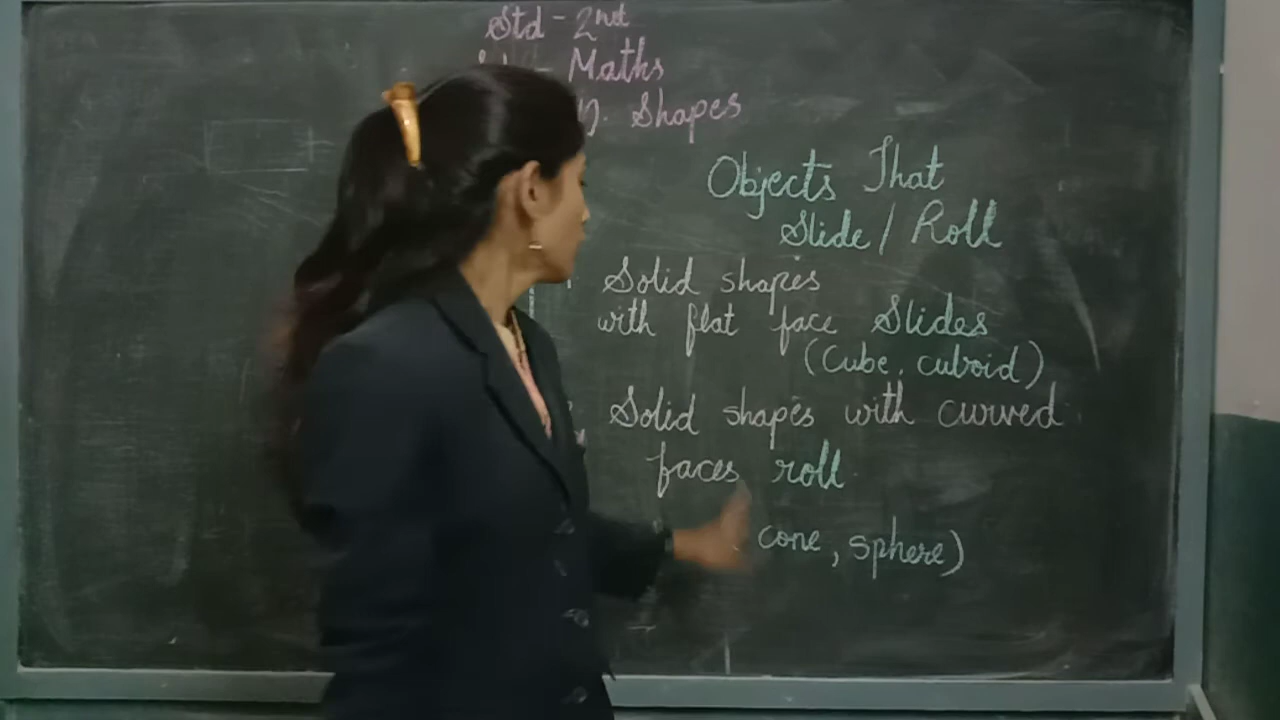 Std - 2nd
- Maths
Shapes
Objects That
Slide / Roll
Solid shapes
with flat face Slides
(Cube, cuboid)
Solid shapes with curved
faces roll.
cone, sphere)